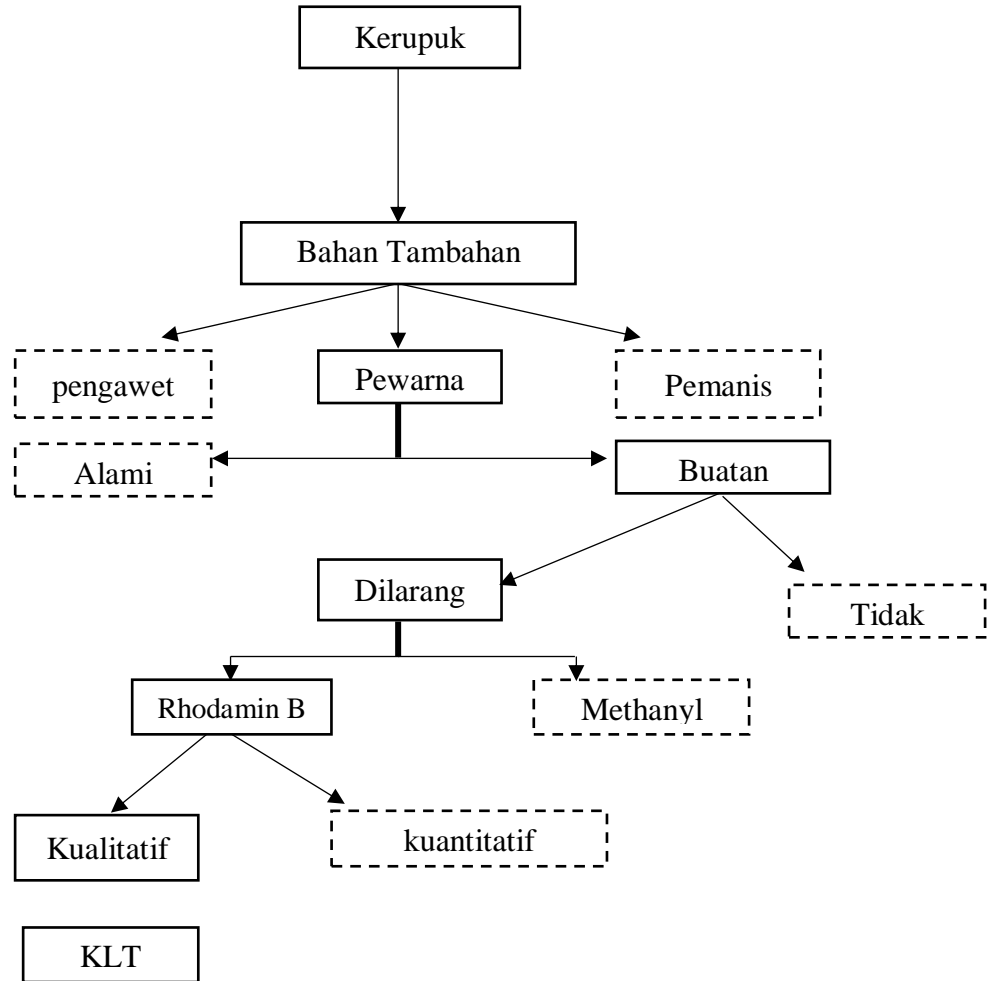 Kerupuk
Bahan Tambahan
pengawet
Pewarna
Pemanis
Alami
Buatan
Dilarang
Tidak
Rhodamin B
Methanyl
Kualitatif
kuantitatif
KLT